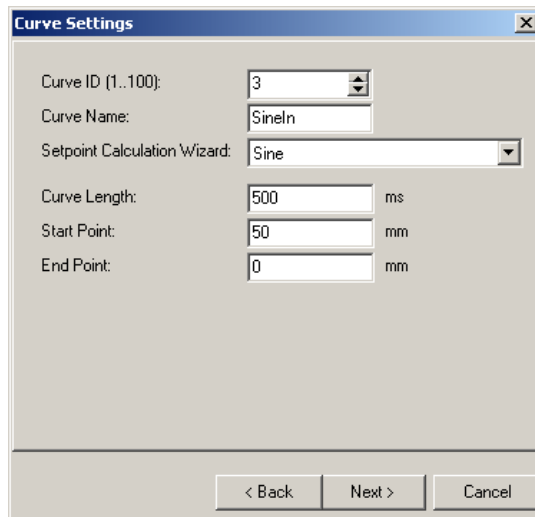 Curve Settings
Curve ID (1..100): 3
Curve Name: SineIn
Setpoint Calculation Wizard: Sine
Curve Length: 500 ms
Start Point: 50 mm
End Point: 0 mm
< Back Next > Cancel